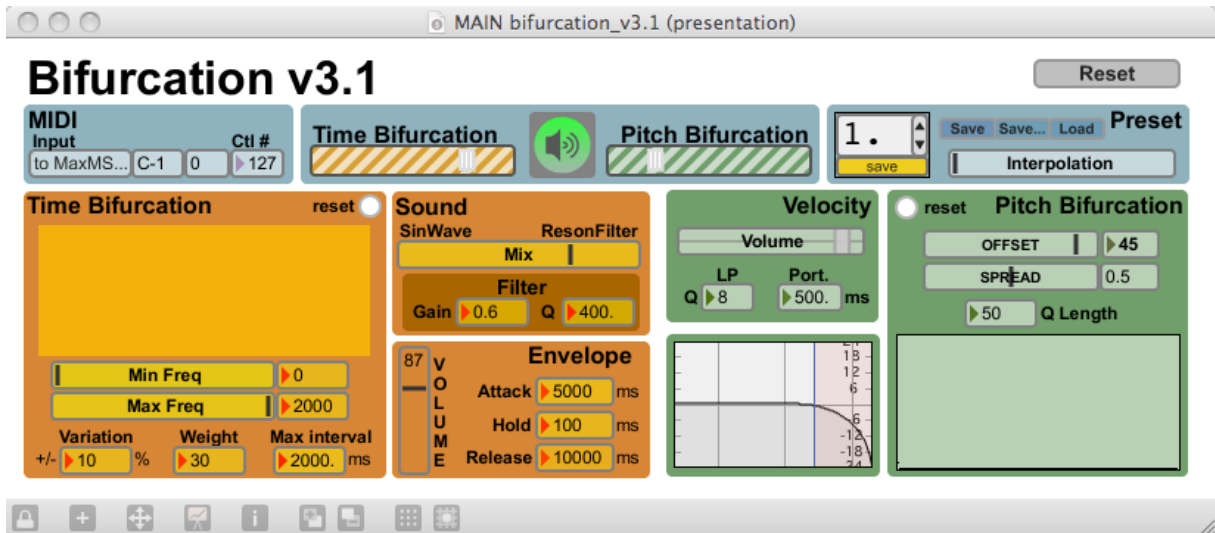 MAIN bifurcation_v3.1 (presentation)
Bifurcation v3.1
Reset
MIDI
Input
Ctl #
to MaxMS...
C-1
0
127
Time Bifurcation
Pitch Bifurcation
1.
save
Save
Save...
Load
Preset
Interpolation
Time Bifurcation
reset
Min Freq
0
Max Freq
2000
Variation
Weight
Max interval
+/-
10
%
30
2000.
ms
Sound
SinWave
ResonFilter
Mix
Filter
Gain
0.6
Q
400.
87
VOLUME
Envelope
Attack
5000
ms
Hold
100
ms
Release
10000
ms
Velocity
Volume
LP
Port.
Q
8
500.
ms
18
12
6
-6
-12
-18
reset
Pitch Bifurcation
OFFSET
45
SPREAD
0.5
50
Q Length